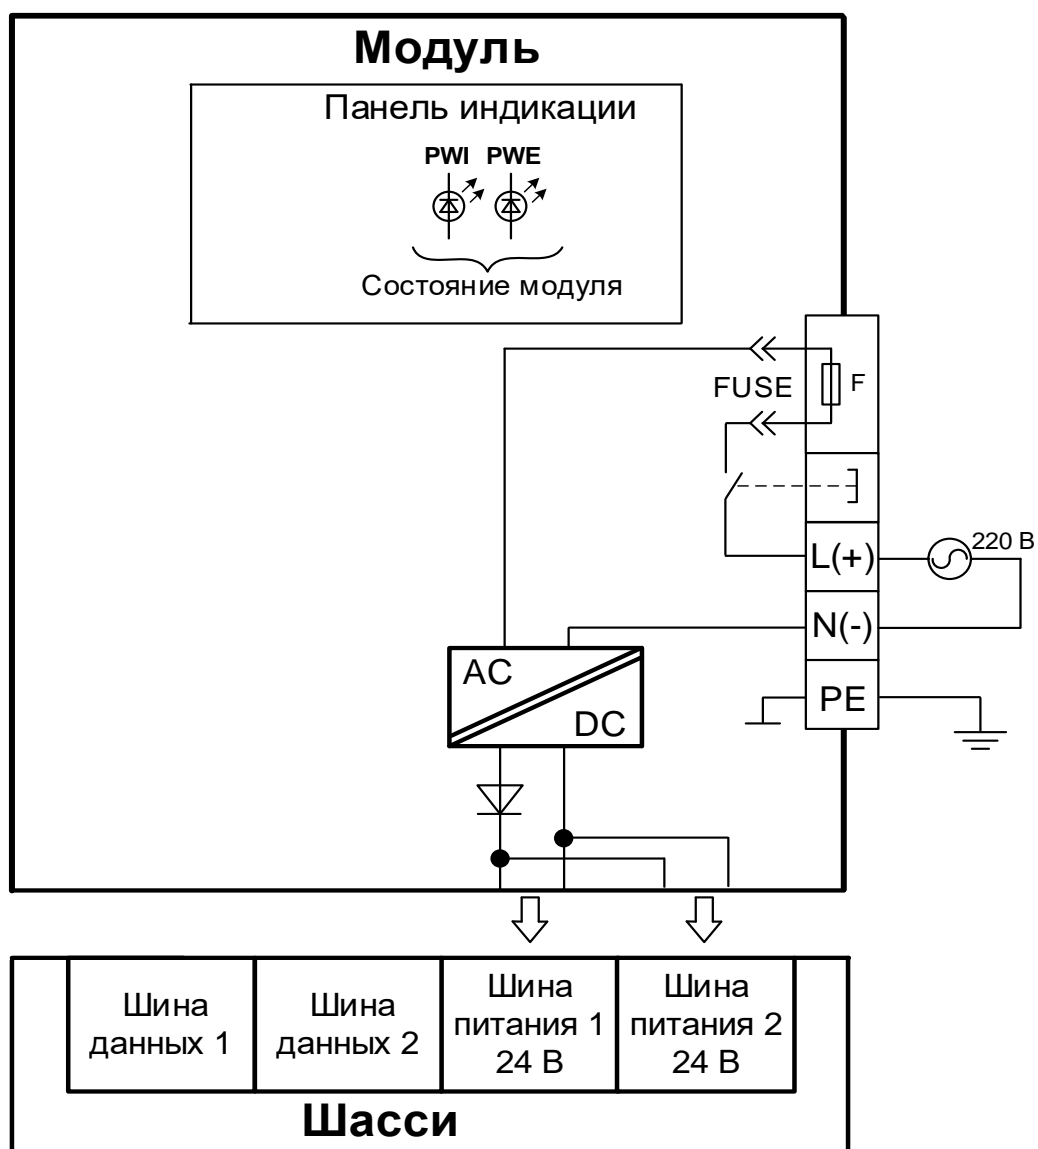 Модуль
Панель индикации
PWI PWE
Состояние модуля
FUSE
F
L(+)
220 В
N(-)
PE
AC
DC
Шина
данных 1
Шина
данных 2
Шина
питания 1
24 В
Шина
питания 2
24 В
Шасси